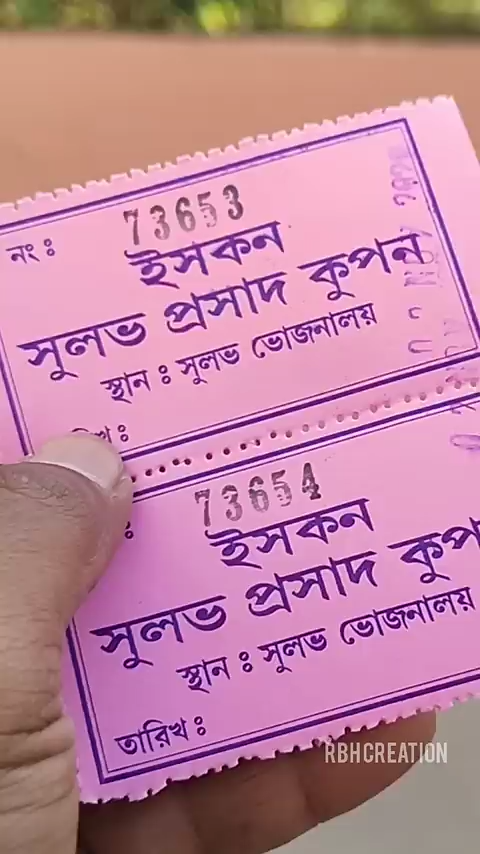 নং ঃ 73653
ইসকন
সুলভ প্রসাদ কুপন
স্থান ঃ সুলভ ভোজনালয়
ঃ
73654
ইসকন
সুলভ প্রসাদ
স্থান ঃ সুলভ ভোজনালয়
তারিখ ঃ
RBHCREATION